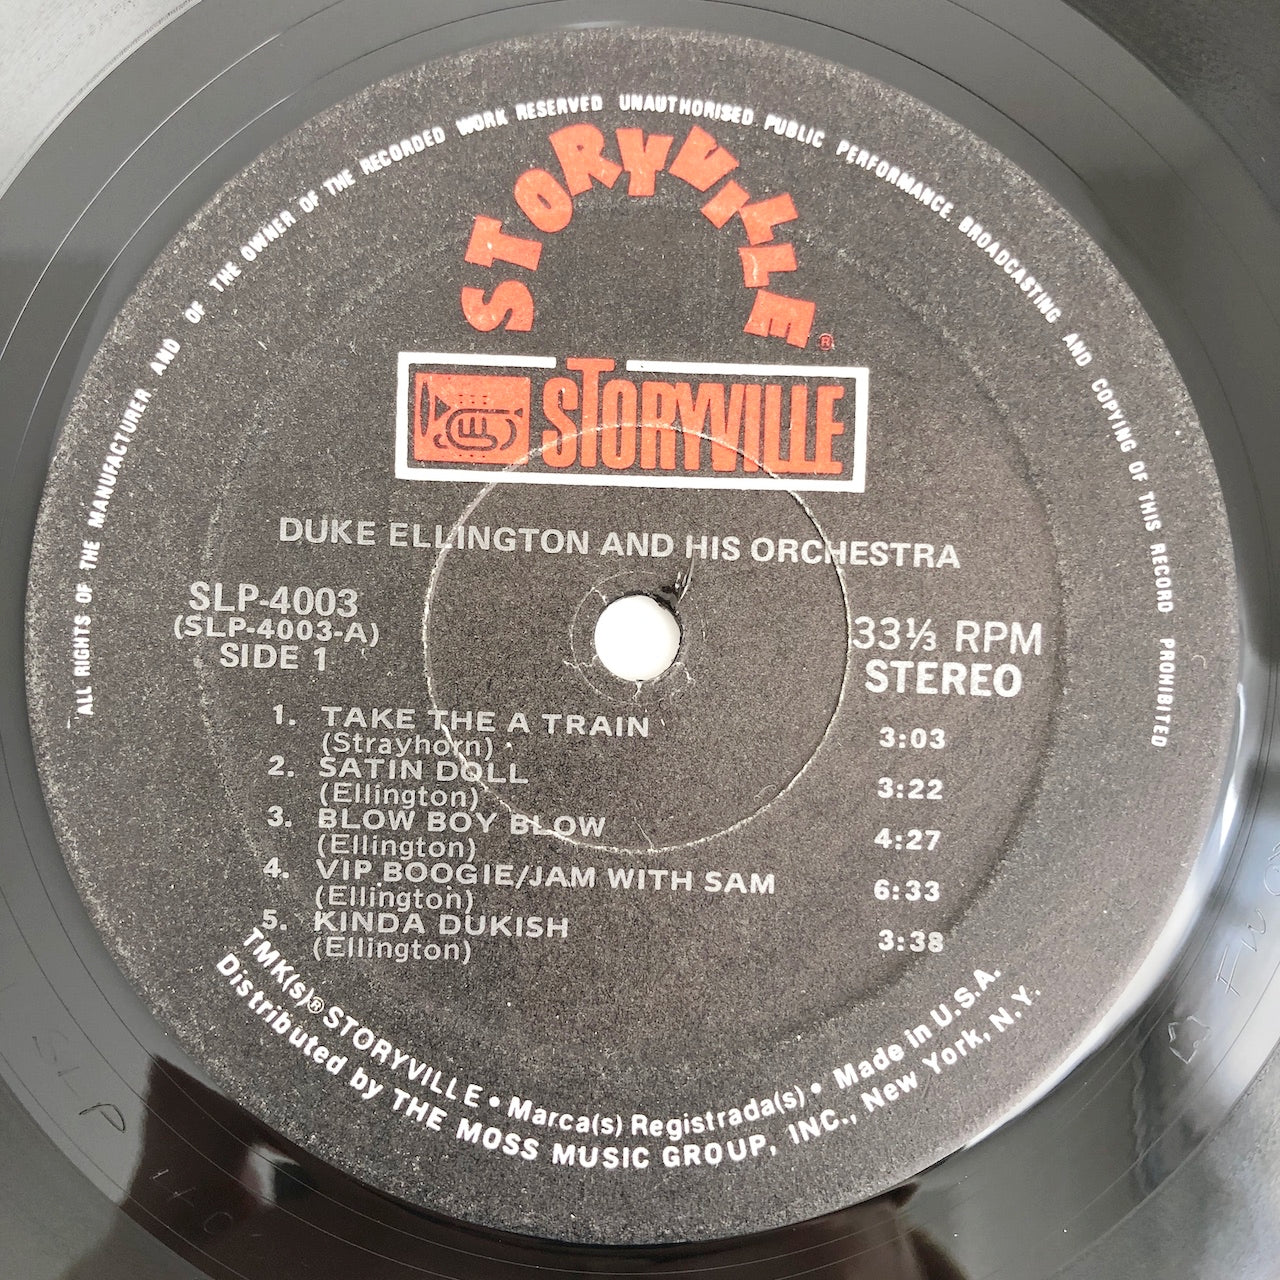 ALL RIGHTS OF THE MANUFACTURER AND OF THE OWNER OF THE RECORDED WORK RESERVED UNAUTHORISED PUBLIC PERFORMANCE, BROADCASTING AND COPYING OF THIS RECORD PROHIBITED
STORYVILLE®
STORYVILLE
DUKE ELLINGTON AND HIS ORCHESTRA
SLP-4003
(SLP-4003-A)
SIDE 1
33⅓ RPM
STEREO
1. TAKE THE A TRAIN 3:03
(Strayhorn)
2. SATIN DOLL 3:22
(Ellington)
3. BLOW BOY BLOW 4:27
(Ellington)
4. VIP BOOGIE/JAM WITH SAM 6:33
(Ellington)
5. KINDA DUKISH 3:38
(Ellington)
TMK(s)® STORYVILLE • Marca(s) Registrada(s) • Made in U.S.A.
Distributed by THE MOSS MUSIC GROUP, INC., New York, N.Y.